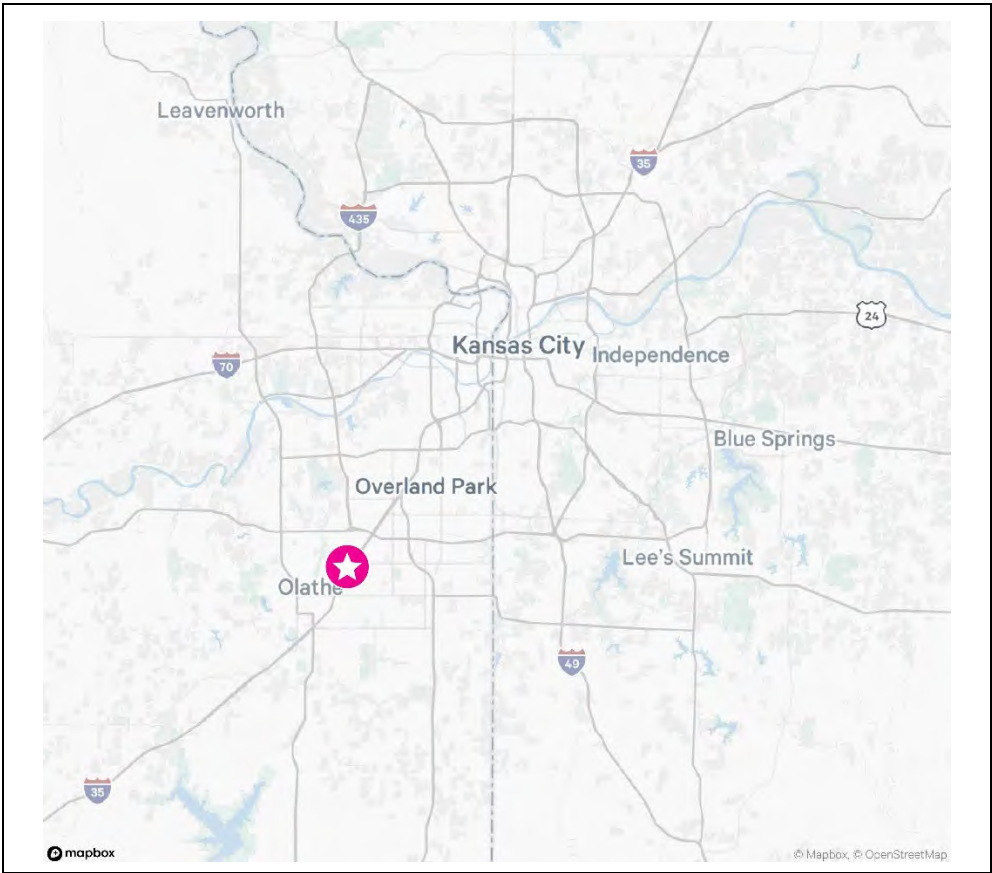 Leavenworth
35
435
24
Kansas City
Independence
70
Blue Springs
Overland Park
Lee's Summit
Olathe
49
35
mapbox
© Mapbox, © OpenStreetMap